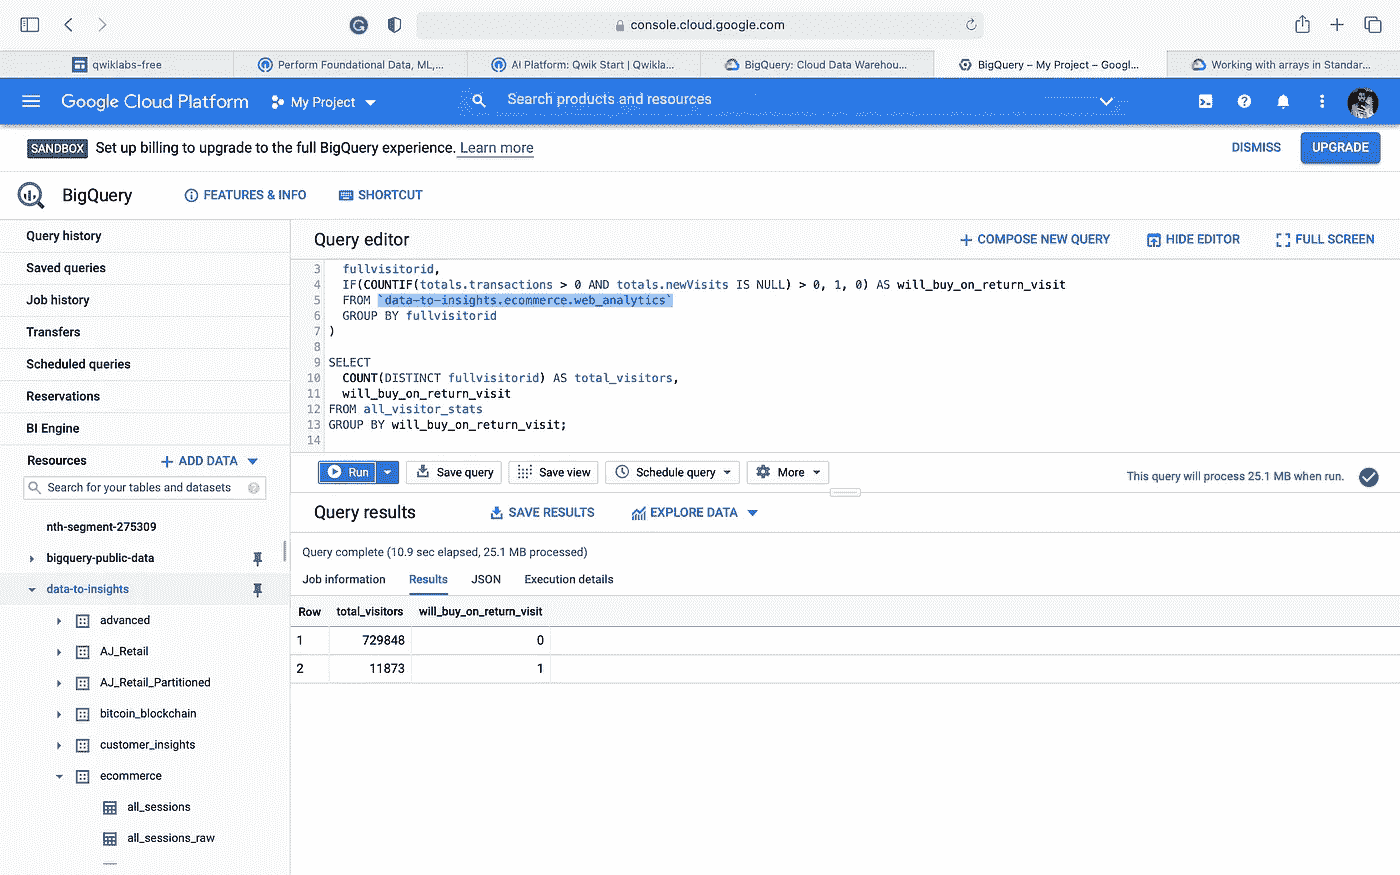 console.cloud.google.com
qwiklabs-free
Perform Foundational Data, ML,...
AI Platform: Qwik Start | Qwikla...
BigQuery: Cloud Data Warehou...
BigQuery – My Project – Googl...
Working with arrays in Standar...
Google Cloud Platform
My Project
Search products and resources
SANDBOX Set up billing to upgrade to the full BigQuery experience. Learn more
DISMISS
UPGRADE
BigQuery
FEATURES & INFO
SHORTCUT
Query history
Saved queries
Job history
Transfers
Scheduled queries
Reservations
BI Engine
Resources
ADD DATA
Search for your tables and datasets
nth-segment-275309
bigquery-public-data
data-to-insights
advanced
AJ_Retail
AJ_Retail_Partitioned
bitcoin_blockchain
customer_insights
ecommerce
all_sessions
all_sessions_raw
Query editor
COMPOSE NEW QUERY
HIDE EDITOR
FULL SCREEN
3 fullvisitorid,
4 IF(COUNTIF(totals.transactions > 0 AND totals.newVisits IS NULL) > 0, 1, 0) AS will_buy_on_return_visit
5 FROM `data-to-insights.ecommerce.web_analytics`
6 GROUP BY fullvisitorid
7 )
8
9 SELECT
10 COUNT(DISTINCT fullvisitorid) AS total_visitors,
11 will_buy_on_return_visit
12 FROM all_visitor_stats
13 GROUP BY will_buy_on_return_visit;
14
Run
Save query
Save view
Schedule query
More
This query will process 25.1 MB when run.
Query results
SAVE RESULTS
EXPLORE DATA
Query complete (10.9 sec elapsed, 25.1 MB processed)
Job information
Results
JSON
Execution details
Row total_visitors will_buy_on_return_visit
1 729848 0
2 11873 1